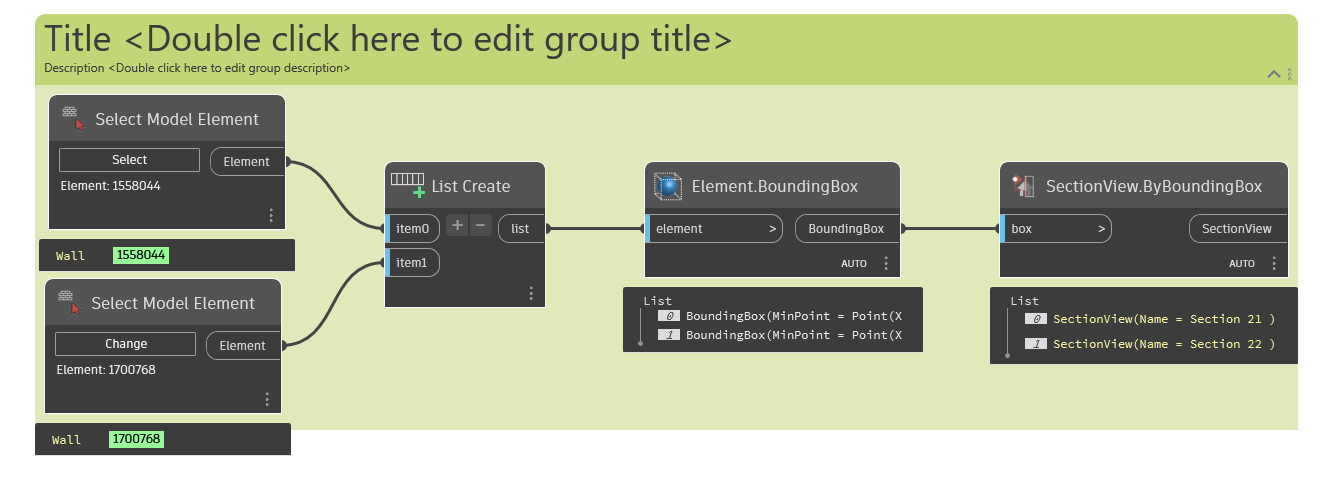 Title <Double click here to edit group title>
Description <Double click here to edit group description>
Select Model Element
Select
Element
Element: 1558044
Wall 1558044
Select Model Element
Change
Element
Element: 1700768
Wall 1700768
List Create
item0 + − list
item1
Element.BoundingBox
element > BoundingBox
AUTO
List
0 BoundingBox(MinPoint = Point(X
1 BoundingBox(MinPoint = Point(X
SectionView.ByBoundingBox
box > SectionView
AUTO
List
0 SectionView(Name = Section 21 )
1 SectionView(Name = Section 22 )